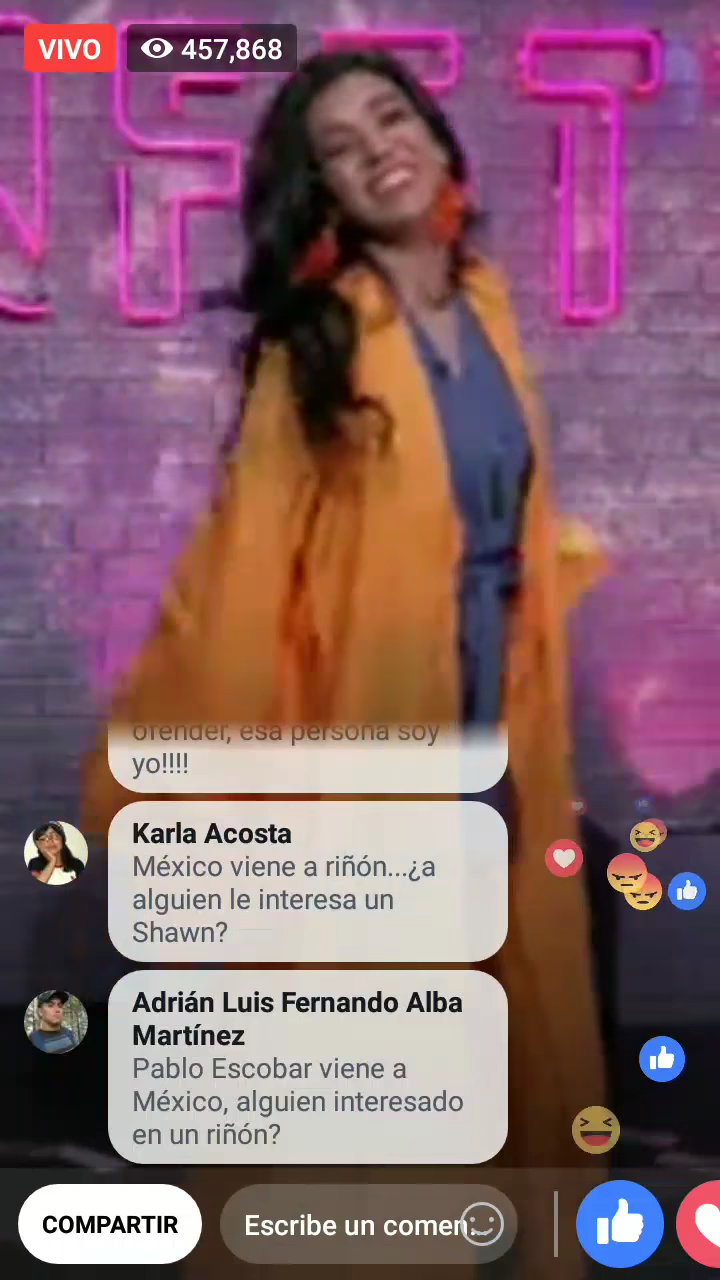 VIVO 457,868
NFETT
ofender, esa persona soy
yo!!!!
Karla Acosta
México viene a riñón...¿a
alguien le interesa un
Shawn?
Adrián Luis Fernando Alba
Martínez
Pablo Escobar viene a
México, alguien interesado
en un riñón?
COMPARTIR
Escribe un comen.